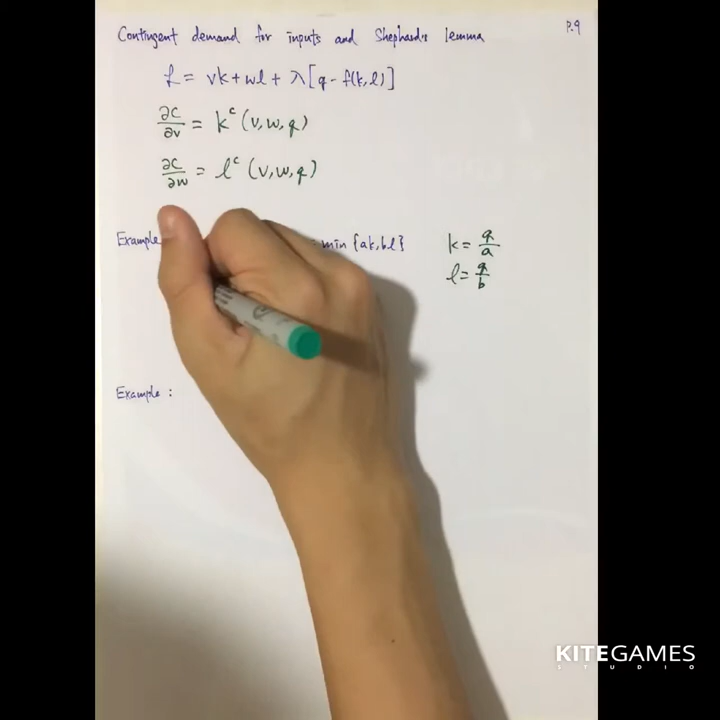 Contingent demand for inputs and Shephard's lemma P.9
ℒ = vk + wl + λ[q - f(k,l)]
∂C/∂v = k^c (v,w,q)
∂C/∂w = l^c (v,w,q)
Example min {ak,bl} k = q/a
l = q/b
Example :
KITEGAMES
STUDIO